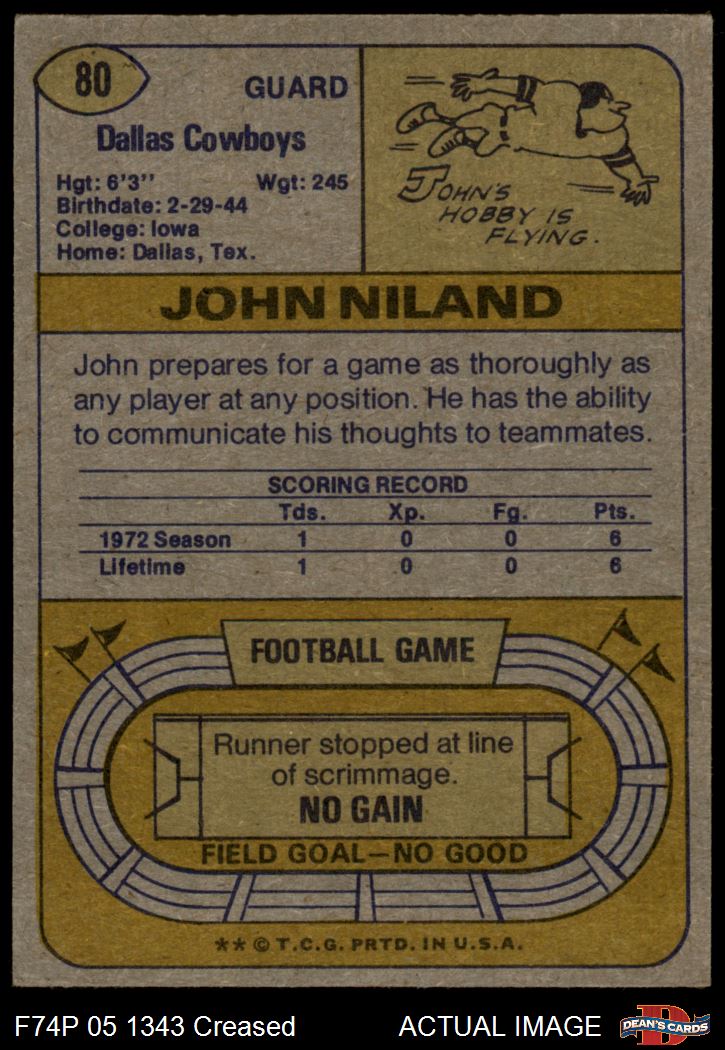 80
GUARD
Dallas Cowboys
Hgt: 6'3" Wgt: 245
Birthdate: 2-29-44
College: Iowa
Home: Dallas, Tex.
JOHN'S
HOBBY IS
FLYING.
JOHN NILAND
John prepares for a game as thoroughly as
any player at any position. He has the ability
to communicate his thoughts to teammates.
SCORING RECORD
Tds. Xp. Fg. Pts.
1972 Season 1 0 0 6
Lifetime 1 0 0 6
FOOTBALL GAME
Runner stopped at line
of scrimmage.
NO GAIN
FIELD GOAL—NO GOOD
** © T.C.G. PRTD. IN U.S.A.
F74P 05 1343 Creased ACTUAL IMAGE
D
DEAN'S CARDS